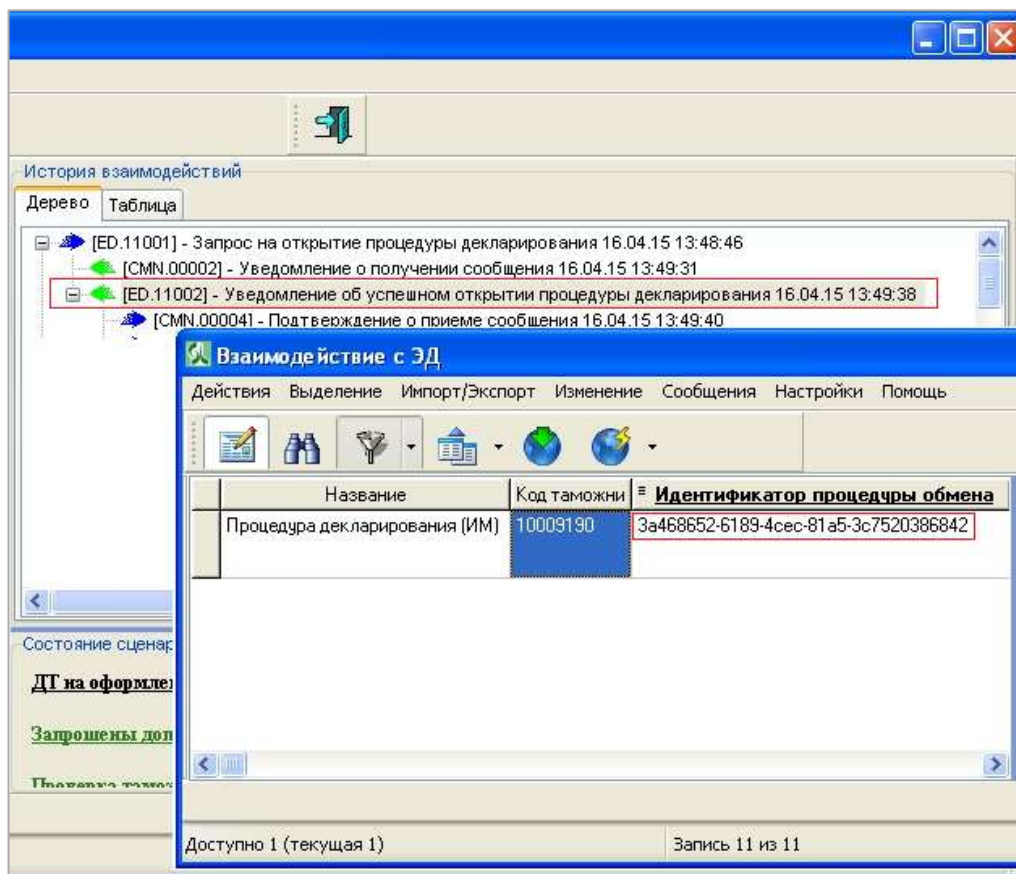 История взаимодействий
Дерево Таблица
[ED.11001] - Запрос на открытие процедуры декларирования 16.04.15 13:48:46
[CMN.00002] - Уведомление о получении сообщения 16.04.15 13:49:31
[ED.11002] - Уведомление об успешном открытии процедуры декларирования 16.04.15 13:49:38
[CMN.00004] - Подтверждение о приеме сообщения 16.04.15 13:49:40
Взаимодействие с ЭД
Действия Выделение Импорт/Экспорт Изменение Сообщения Настройки Помощь
Название Код таможни Идентификатор процедуры обмена
Процедура декларирования (ИМ) 10009190 3a468652-6189-4cec-81a5-3c7520386842
Состояние сценар
ДТ на оформле
Запрошены доп
Проверка
Доступно 1 (текущая 1) Запись 11 из 11